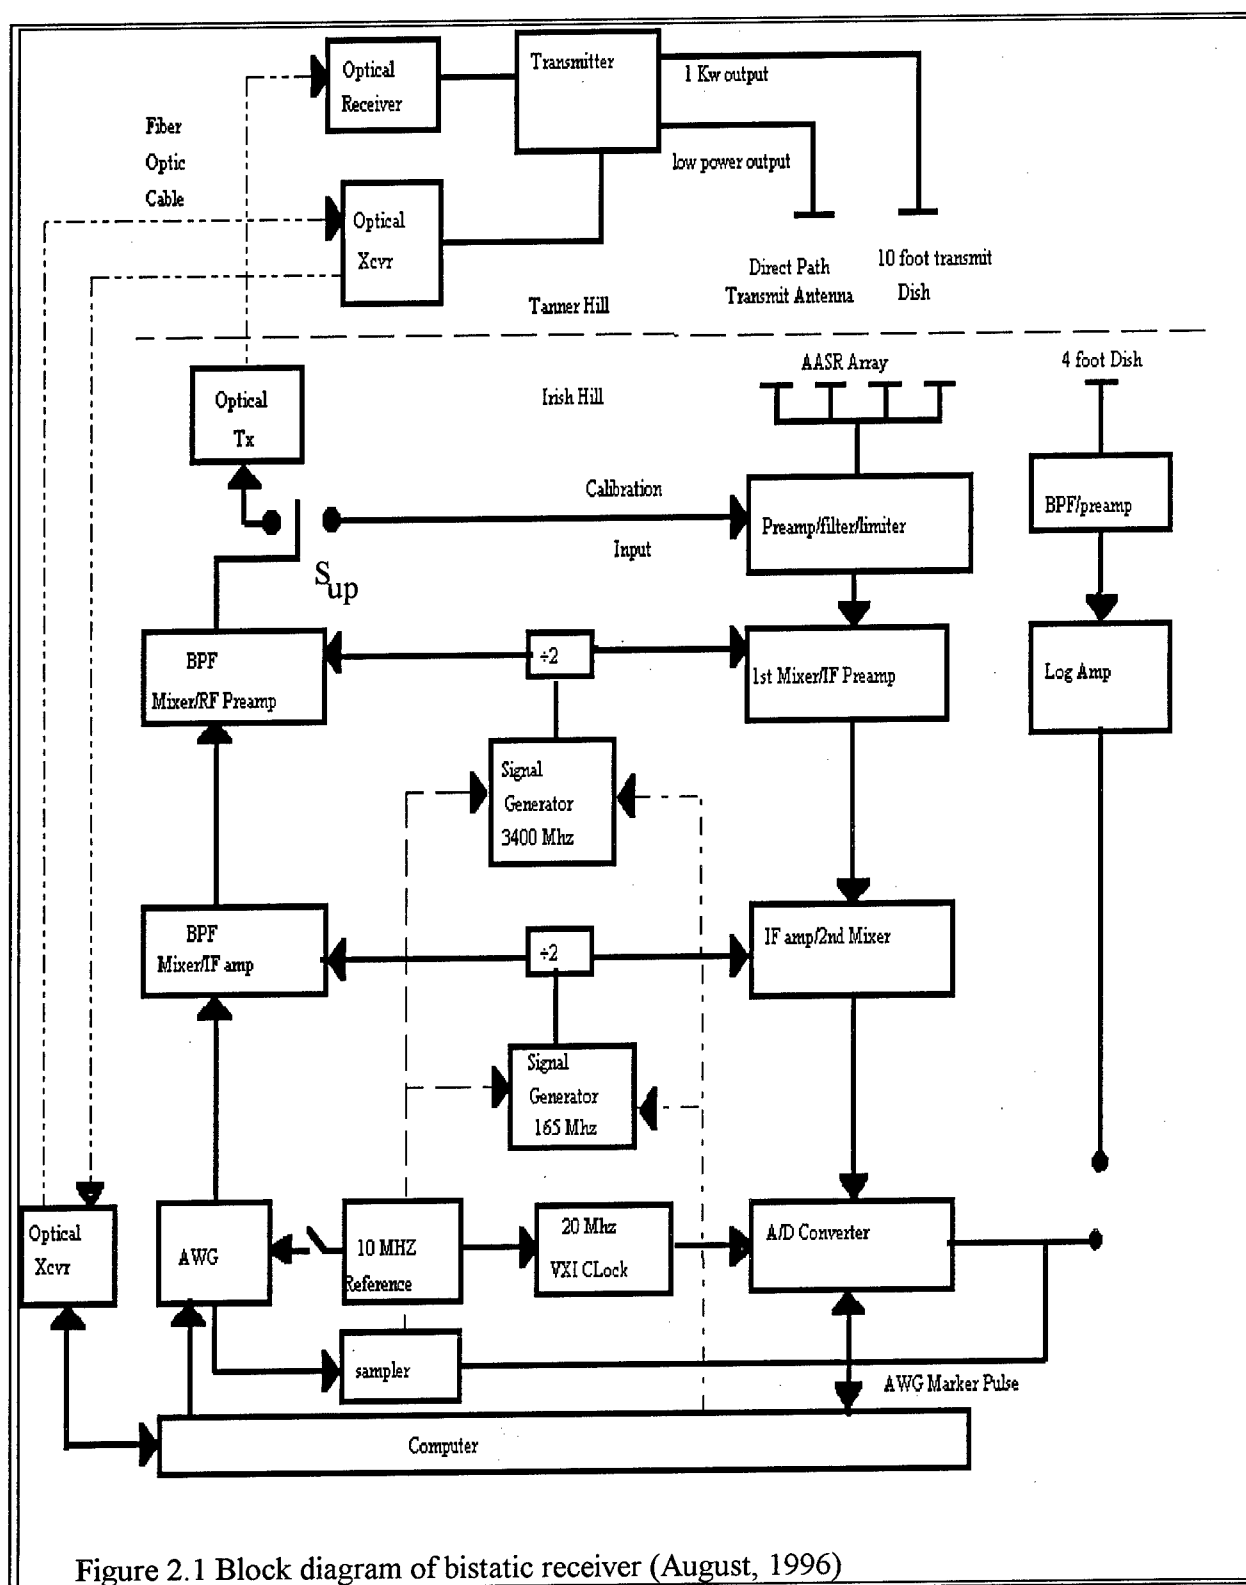 Optical
Receiver
Transmitter
1 Kw output
Fiber
Optic
Cable
low power output
Optical
Xcvr
Direct Path
Transmit Antenna
10 foot transmit
Dish
Tanner Hill
Optical
Tx
Irish Hill
AASR Array
4 foot Dish
Calibration
Input
Preamp/filter/limiter
BPF/preamp
Sup
BPF
Mixer/RF Preamp
÷2
1st Mixer/IF Preamp
Log Amp
Signal
Generator
3400 Mhz
BPF
Mixer/IF amp
÷2
IF amp/2nd Mixer
Signal
Generator
165 Mhz
Optical
Xcvr
AWG
10 MHZ
Reference
20 Mhz
VXI CLock
A/D Converter
sampler
AWG Marker Pulse
Computer
Figure 2.1 Block diagram of bistatic receiver (August, 1996)